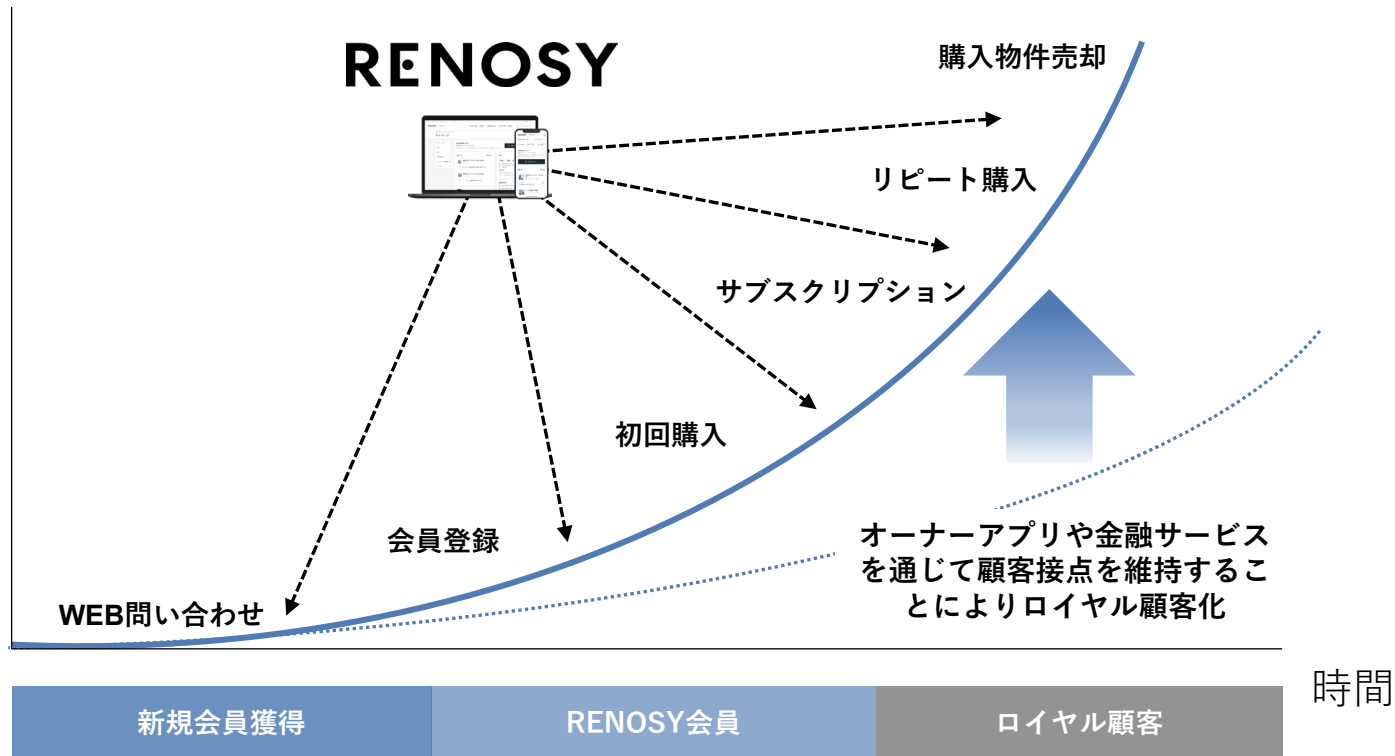 RENOSY
購入物件売却
リピート購入
サブスクリプション
初回購入
会員登録
WEB問い合わせ
オーナーアプリや金融サービス
を通じて顧客接点を維持するこ
とによりロイヤル顧客化
時間
新規会員獲得
RENOSY会員
ロイヤル顧客